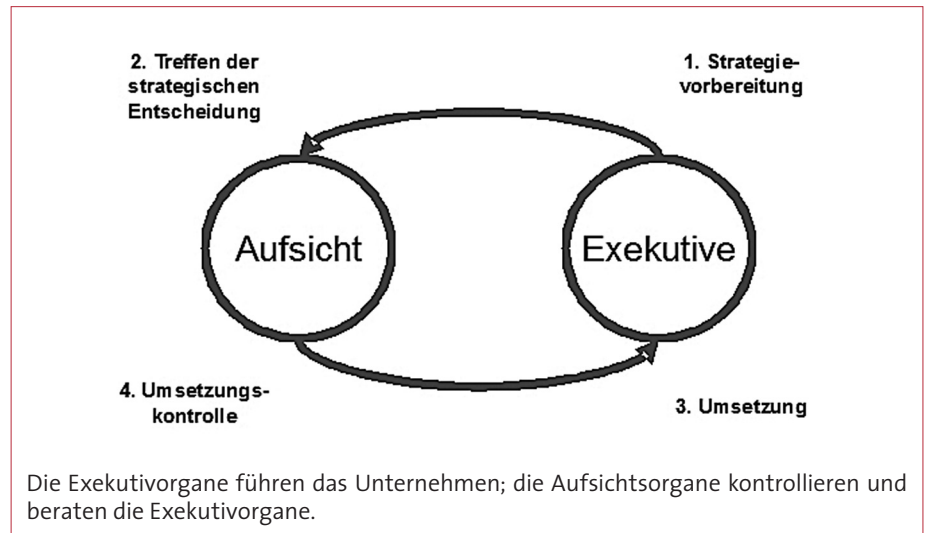 2. Treffen der
strategischen
Entscheidung
1. Strategie-
vorbereitung
Aufsicht
Exekutive
4. Umsetzungs-
kontrolle
3. Umsetzung
Die Exekutivorgane führen das Unternehmen; die Aufsichtsorgane kontrollieren und
beraten die Exekutivorgane.